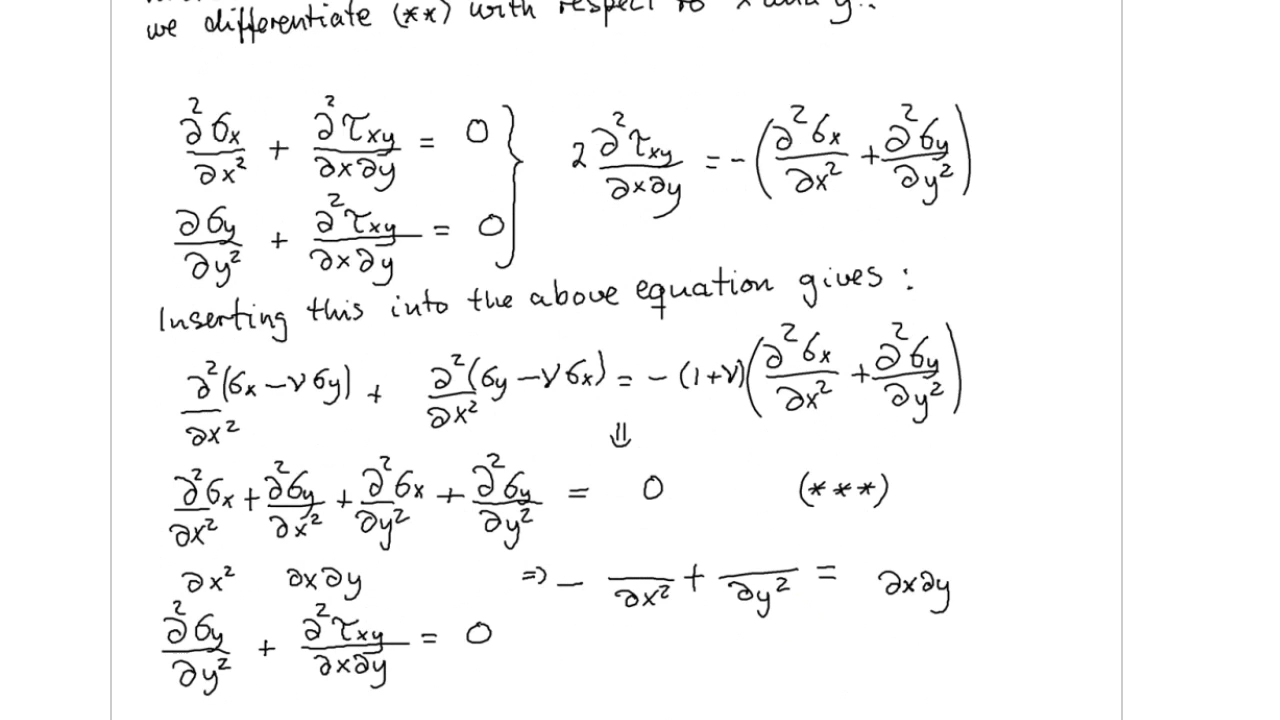 we differentiate (**) with respect to x and y:
∂²σx/∂x² + ∂²τxy/∂x∂y = 0
∂σy/∂y² + ∂²τxy/∂x∂y = 0 } 2 ∂²τxy/∂x∂y = -(∂²σx/∂x² + ∂²σy/∂y²)
Inserting this into the above equation gives:
∂²/∂x² (σx - νσy) + ∂²/∂x² (σy - νσx) = - (1+ν)(∂²σx/∂x² + ∂²σy/∂y²)
⇓
∂²σx/∂x² + ∂²σy/∂x² + ∂²σx/∂y² + ∂²σy/∂y² = 0 (***)
∂x² ∂x∂y ⇒ - /∂x² + /∂y² = ∂x∂y
∂²σy/∂y² + ∂²τxy/∂x∂y = 0